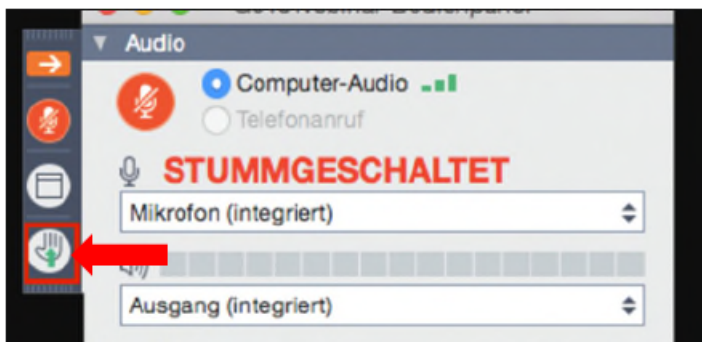 Audio
Computer-Audio
Telefonanruf
STUMMGESCHALTET
Mikrofon (integriert)
Ausgang (integriert)